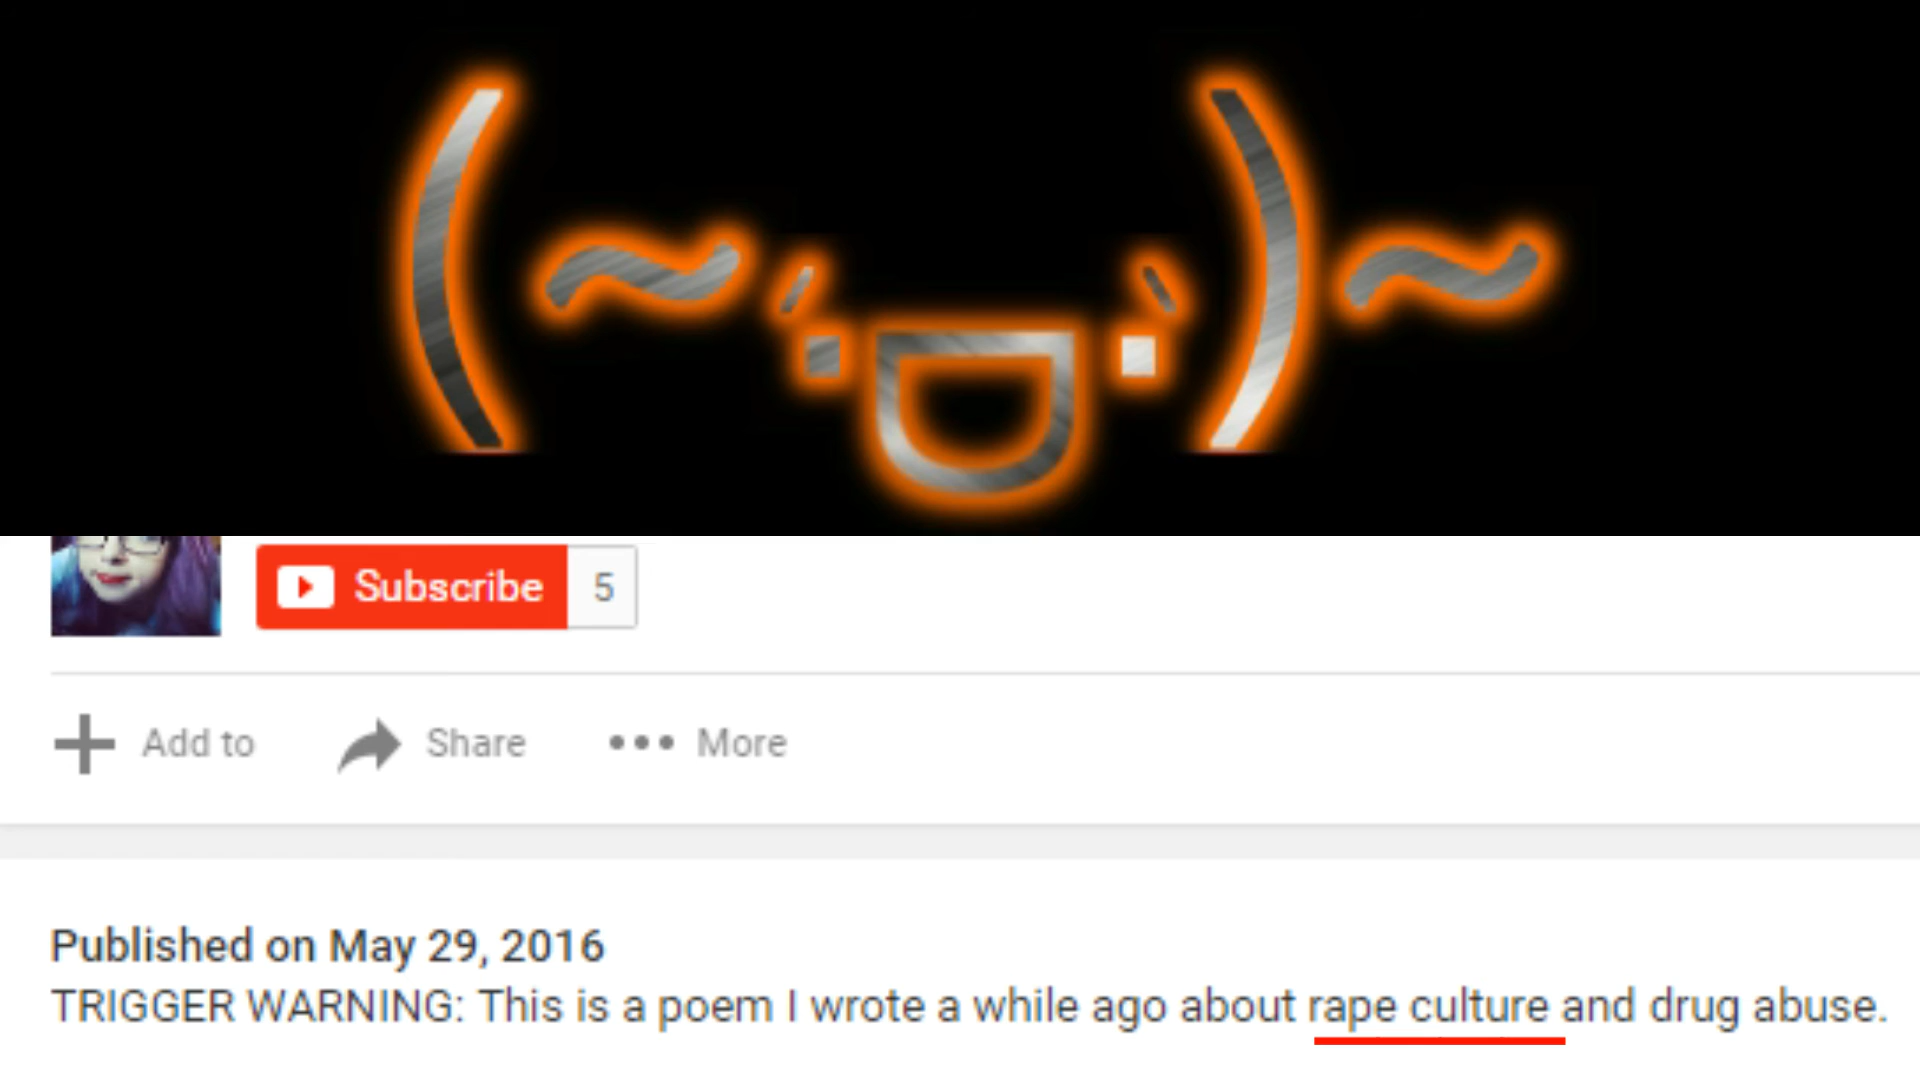 (~'.D.')~
Subscribe 5
Add to Share More
Published on May 29, 2016
TRIGGER WARNING: This is a poem I wrote a while ago about rape culture and drug abuse.